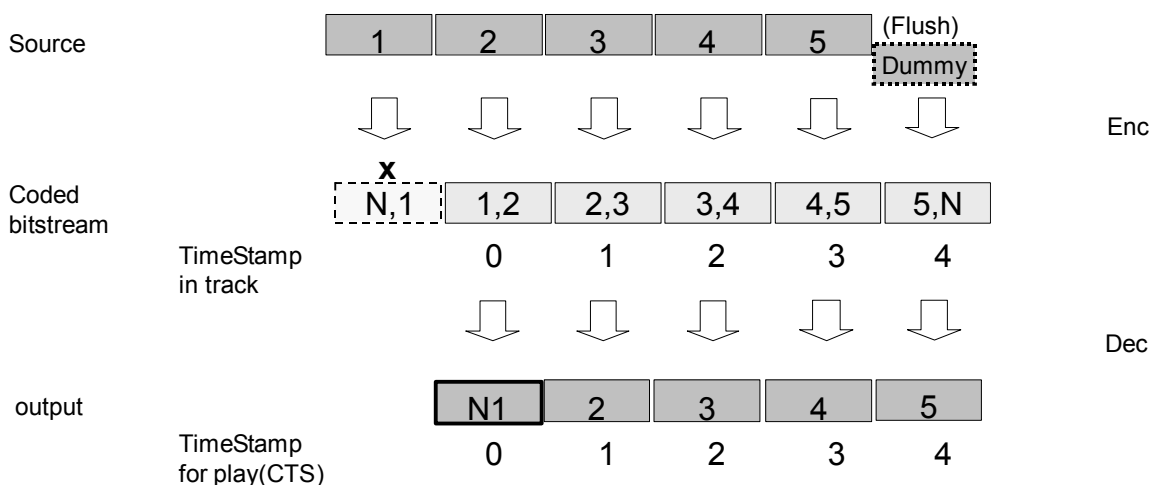 (Flush)
Source 1 2 3 4 5 Dummy
Enc
x
Coded
bitstream
N,1 1,2 2,3 3,4 4,5 5,N
TimeStamp
in track
0 1 2 3 4
Dec
output N1 2 3 4 5
TimeStamp
for play(CTS)
0 1 2 3 4